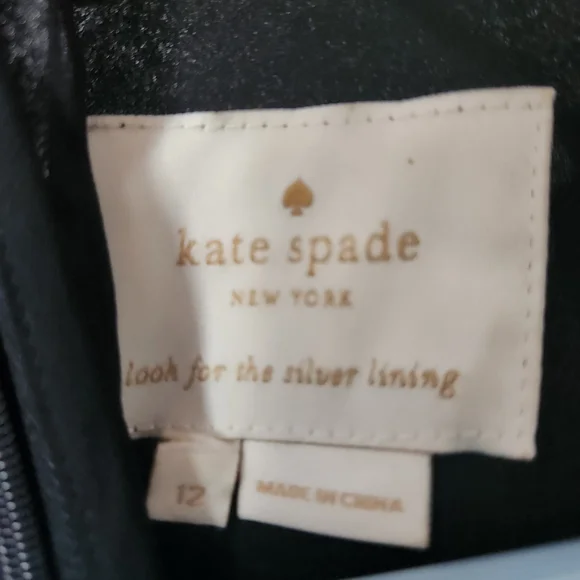 kate spade
NEW YORK
look for the silver lining
12
MADE IN CHINA